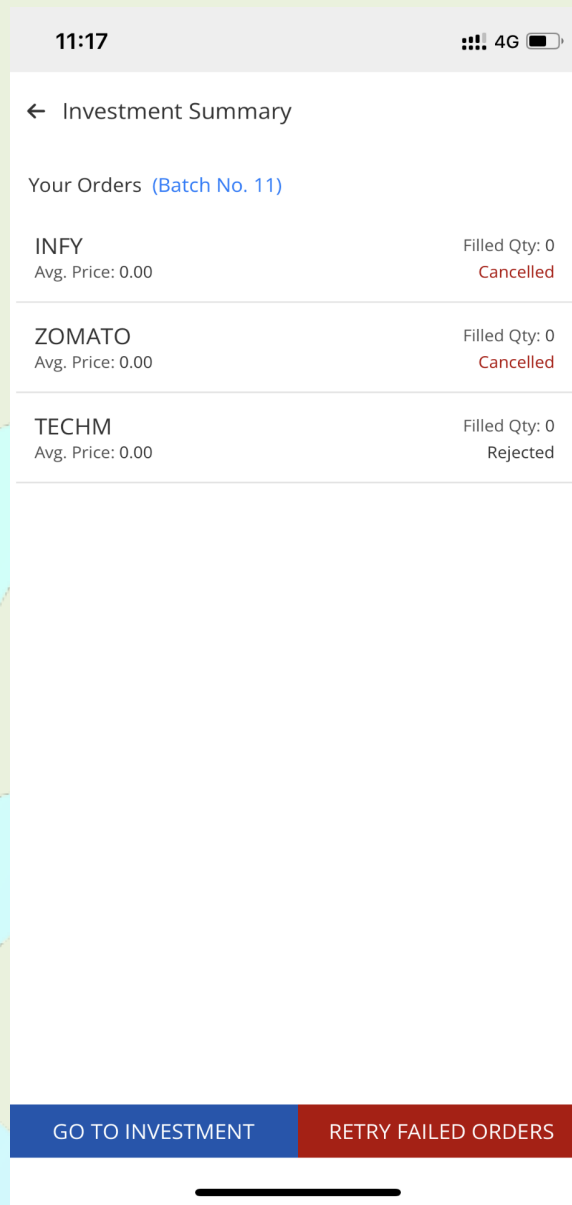 11:17 4G
Investment Summary
Your Orders (Batch No. 11)
INFY Filled Qty: 0
Avg. Price: 0.00 Cancelled
ZOMATO Filled Qty: 0
Avg. Price: 0.00 Cancelled
TECHM Filled Qty: 0
Avg. Price: 0.00 Rejected
GO TO INVESTMENT RETRY FAILED ORDERS